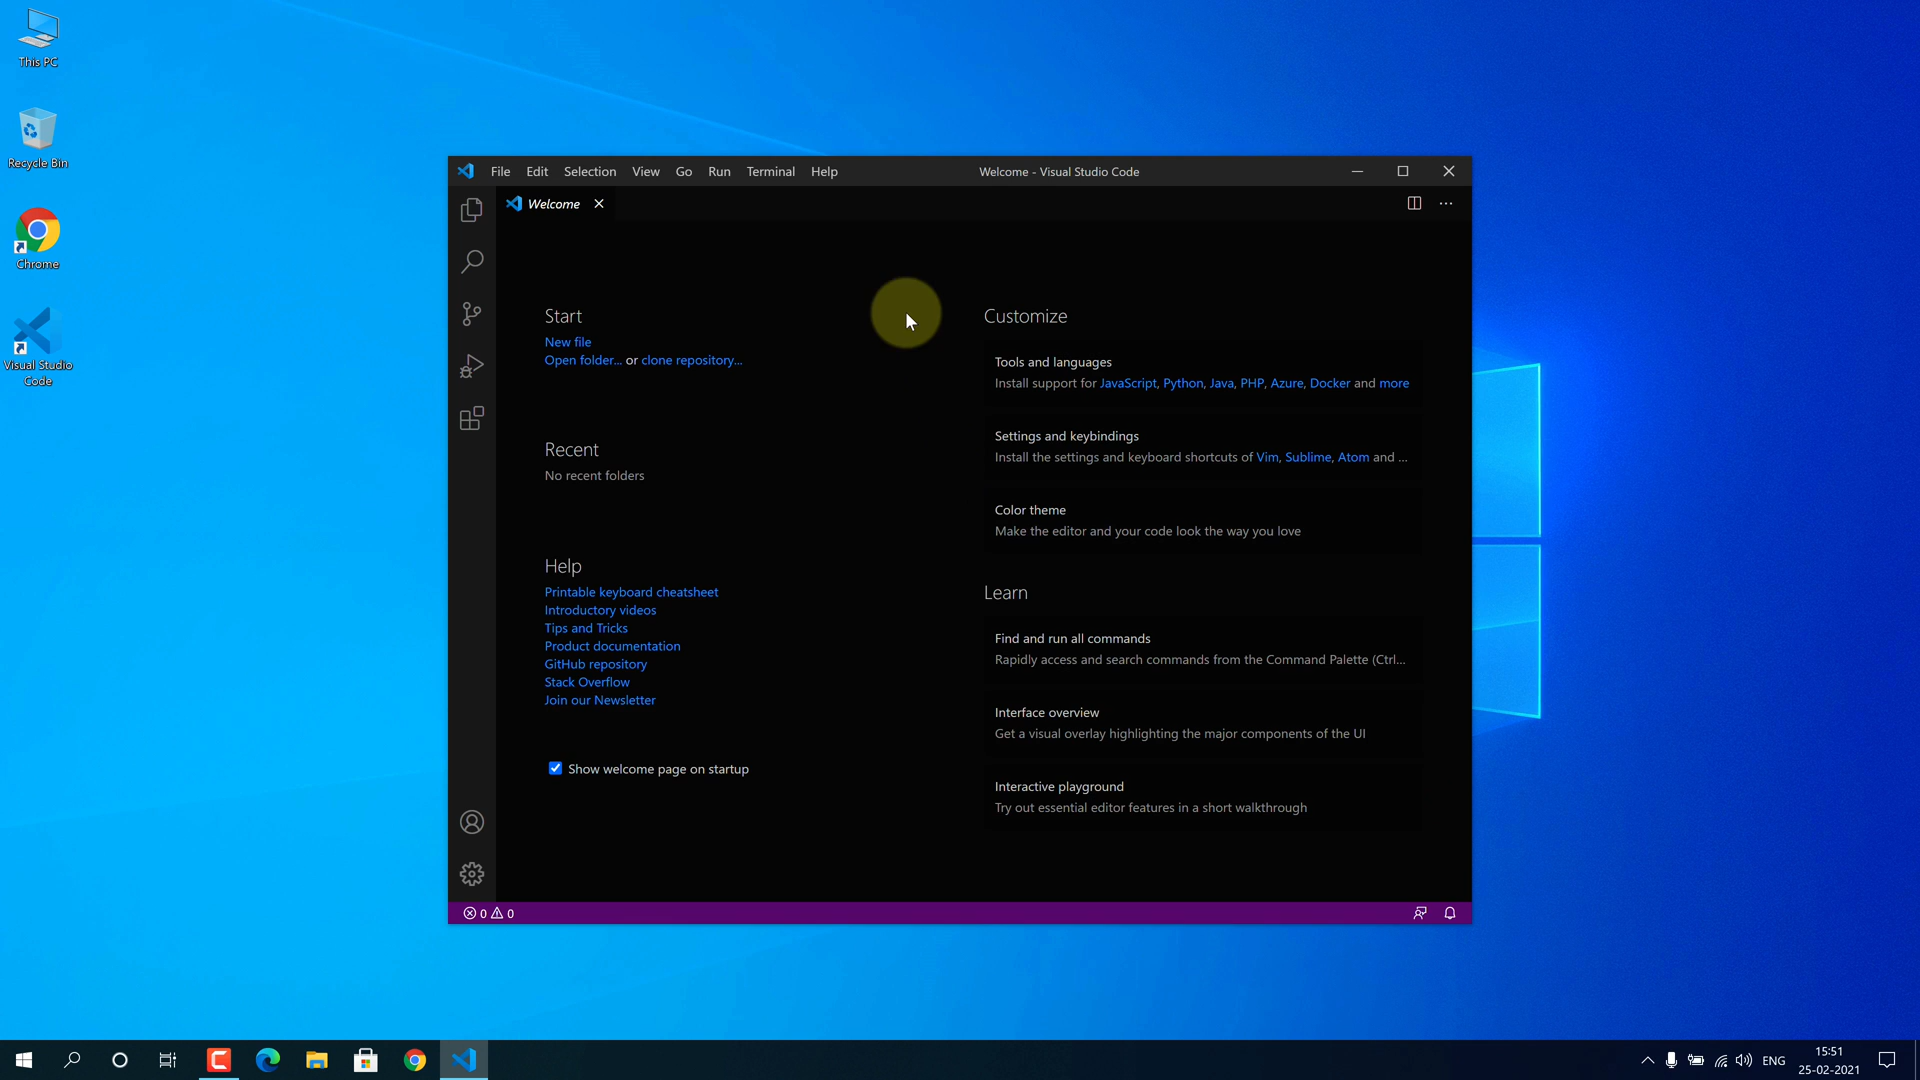 This PC
Recycle Bin
Chrome
Visual Studio
Code
File Edit Selection View Go Run Terminal Help
Welcome - Visual Studio Code
Welcome
Start
New file
Open folder... or clone repository...
Recent
No recent folders
Help
Printable keyboard cheatsheet
Introductory videos
Tips and Tricks
Product documentation
GitHub repository
Stack Overflow
Join our Newsletter
Show welcome page on startup
Customize
Tools and languages
Install support for JavaScript, Python, Java, PHP, Azure, Docker and more
Settings and keybindings
Install the settings and keyboard shortcuts of Vim, Sublime, Atom and ...
Color theme
Make the editor and your code look the way you love
Learn
Find and run all commands
Rapidly access and search commands from the Command Palette (Ctrl...
Interface overview
Get a visual overlay highlighting the major components of the UI
Interactive playground
Try out essential editor features in a short walkthrough
0 0
ENG
15:51
25-02-2021